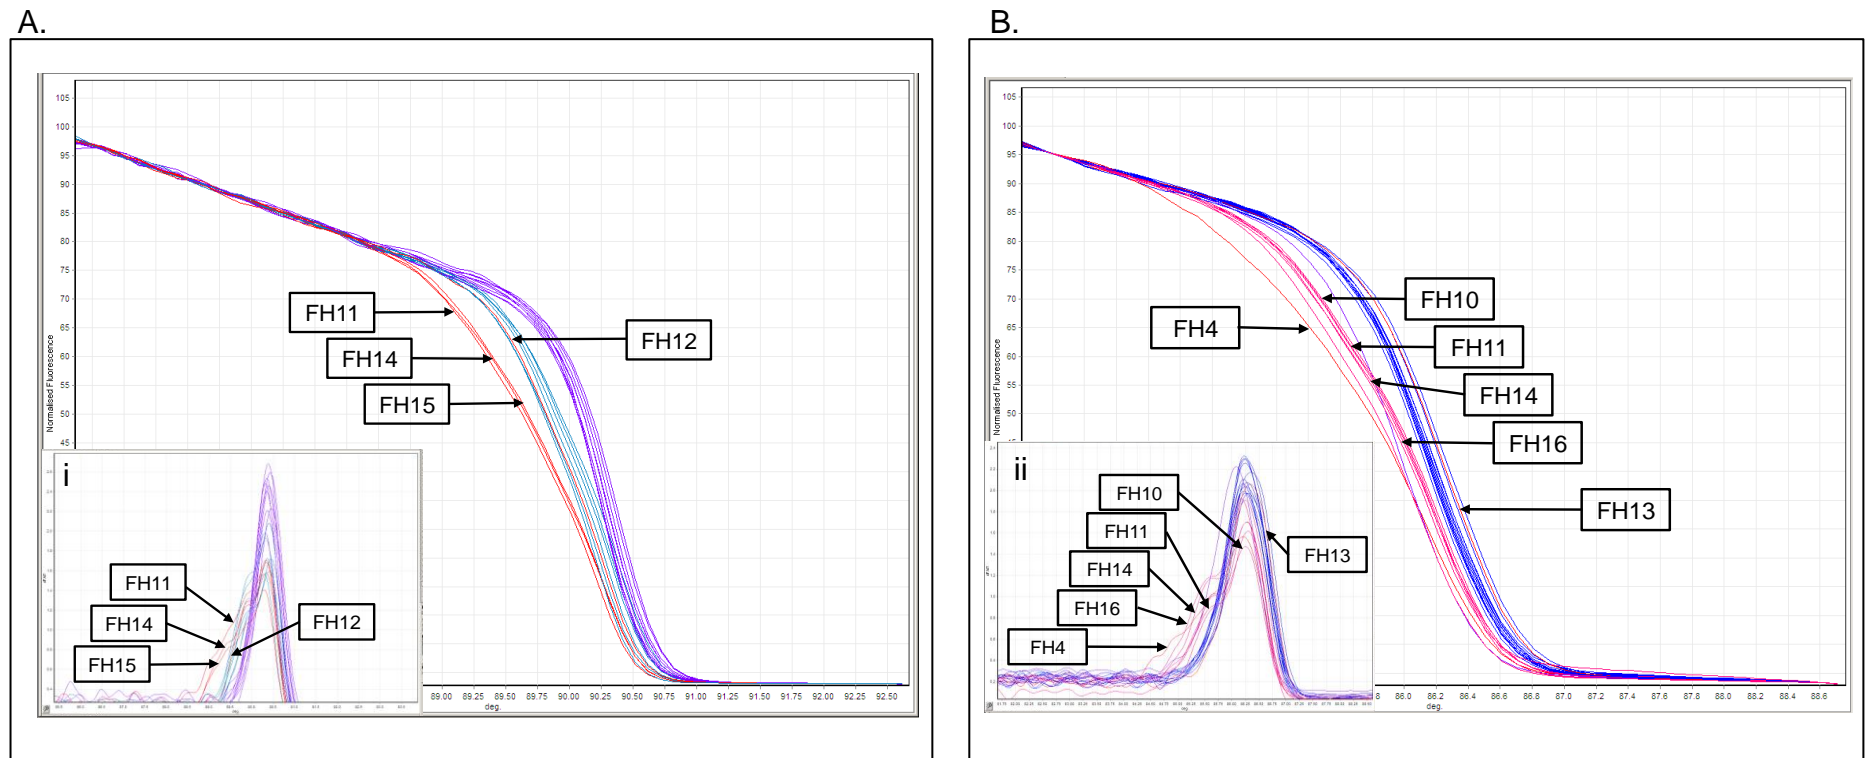 A.
105
100
95
90
85
80
75
70
65
60
55
50
45
Normalised Fluorescence
FH11
FH14
FH15
FH12
i
FH11
FH14
FH15
FH12
89.00 89.25 89.50 89.75 90.00 90.25 90.50 90.75 91.00 91.25 91.50 91.75 92.00 92.25 92.50
deg.
B.
105
100
95
90
85
80
75
70
65
60
55
50
45
Normalised Fluorescence
FH4
FH10
FH11
FH14
FH16
FH13
ii
FH10
FH11
FH14
FH16
FH4
FH13
86.0 86.2 86.4 86.6 86.8 87.0 87.2 87.4 87.6 87.8 88.0 88.2 88.4 88.6
deg.